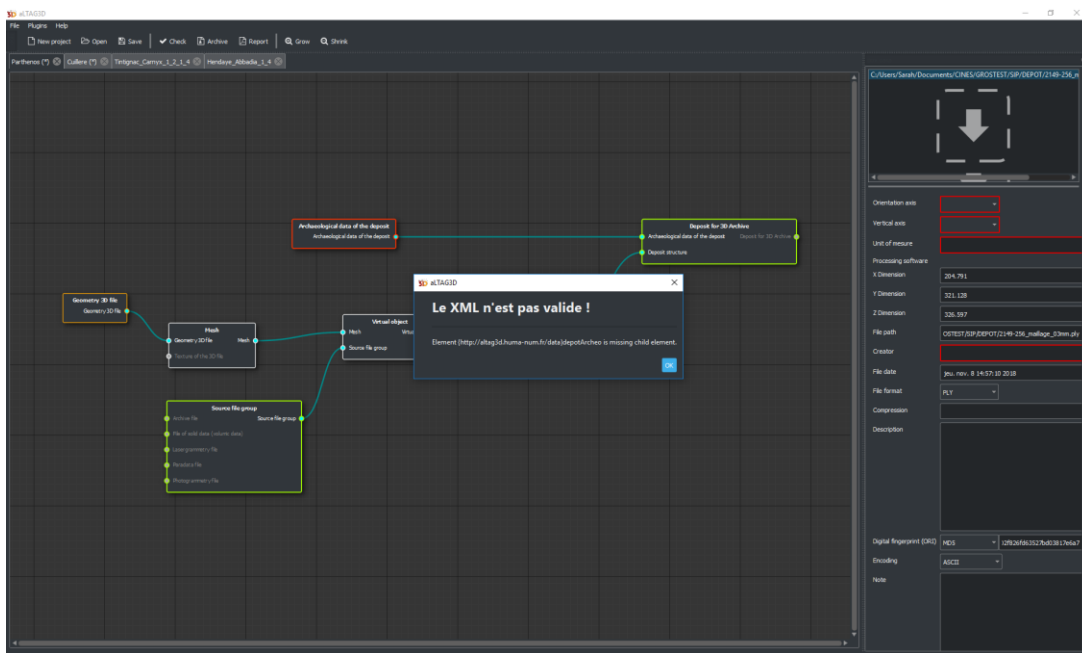 aLTAG3D
File Plugins Help
New project Open Save Check Archive Report Grow Shrink
Parthenos (*) Cuillere (*) Tintignac_Carnyx_1_2_1_4 Hendaye_Abbadia_1_4
C:/Users/Sarah/Documents/CINES/GROSTEST/SIP/DEPOT/2149-256_m
Archaeological data of the deposit
Archaeological data of the deposit
Deposit for 3D Archive
Archaeological data of the deposit Deposit for 3D Archive
Deposit structure
Geometry 3D file
Geometry 3D file
Mesh
Geometry 3D file Mesh
Texture of the 3D file
Virtual object
Mesh Virtu
Source file group
Source file group
Archive file Source file group
File of solid data (volume data)
Lasergrammetry file
Paradata file
Photogrammetry file
aLTAG3D
Le XML n'est pas valide !
Element {http://altag3d.huma-num.fr/data}depotArcheo is missing child element.
OK
Orientation axis
Vertical axis
Unit of mesure
Processing software
X Dimension 204.791
Y Dimension 321.128
Z Dimension 326.597
File path OSTEST/SIP/DEPOT/2149-256_maillage_03mm.ply
Creator
File date jeu. nov. 8 14:57:10 2018
File format PLY
Compression
Description
Digital fingerprint (ORI) MD5
Encoding ASCII
Note